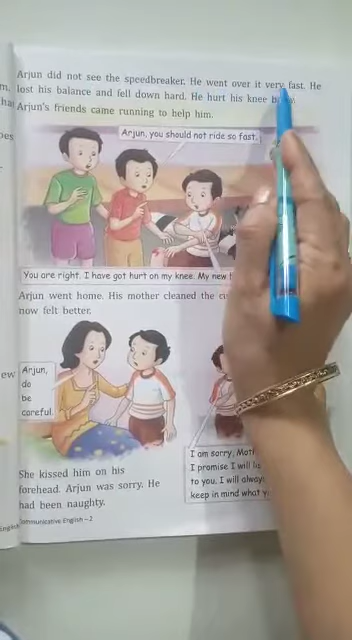 Arjun did not see the speedbreaker. He went over it very fast. He
lost his balance and fell down hard. He hurt his knee
Arjun's friends came running to help him.
Arjun, you should not ride so fast.
You are right. I have got hurt on my knee. My new
Arjun went home. His mother cleaned the
now felt better.
Arjun,
do
be
careful.
I am sorry,
I promise I will
to you. I will
keep in mind what
She kissed him on his
forehead. Arjun was sorry. He
had been naughty.
Communicative English-2